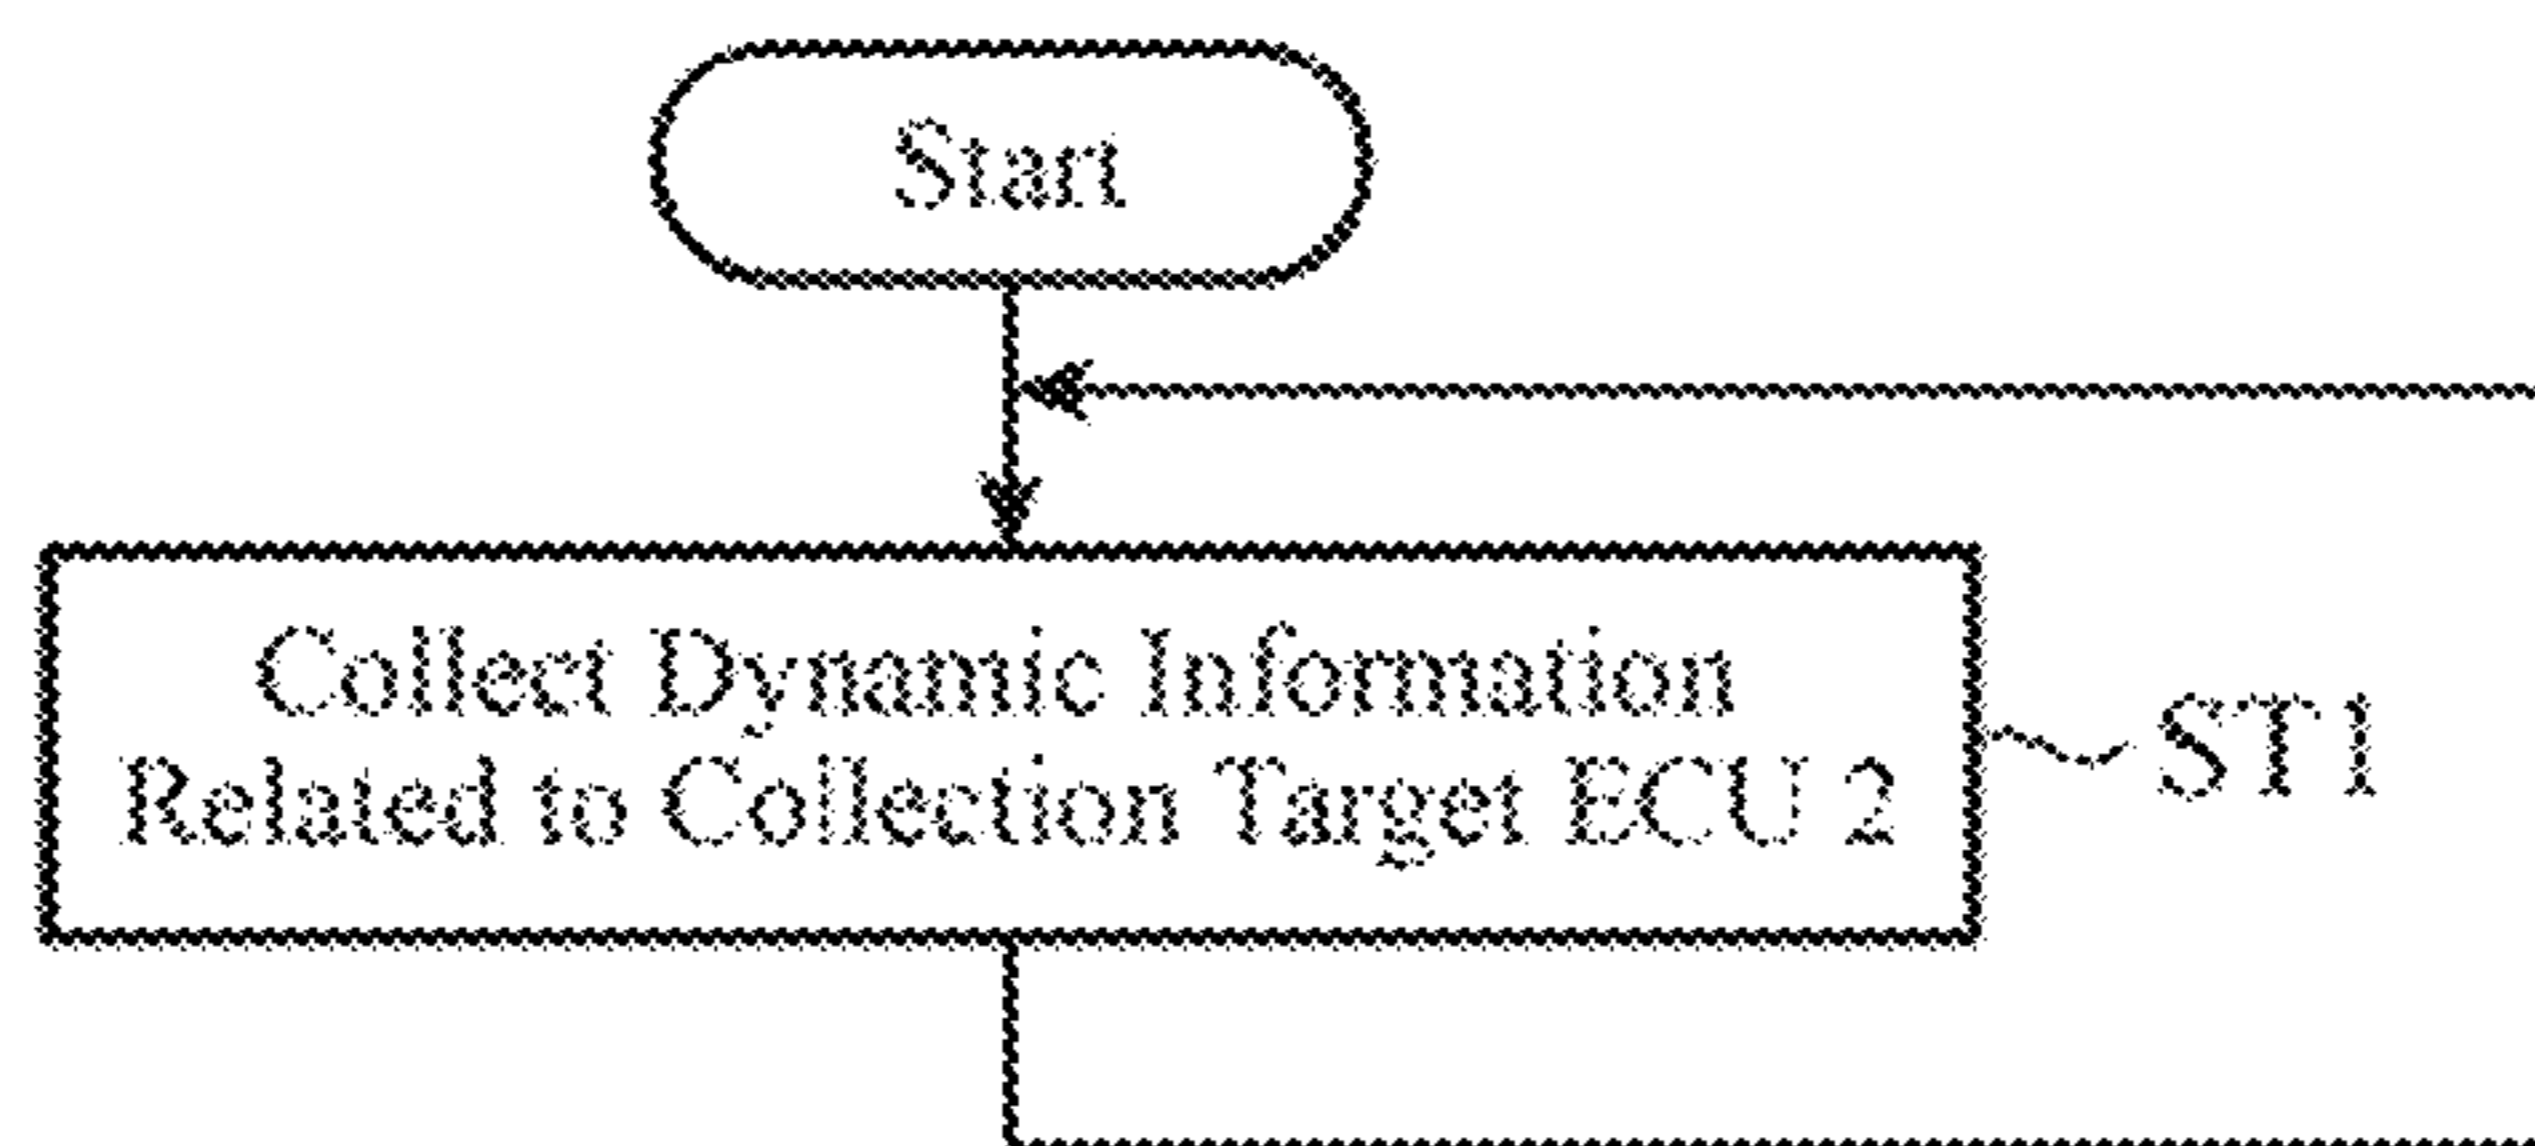 Start
Collect Dynamic Information
Related to Collection Target ECU 2
ST1